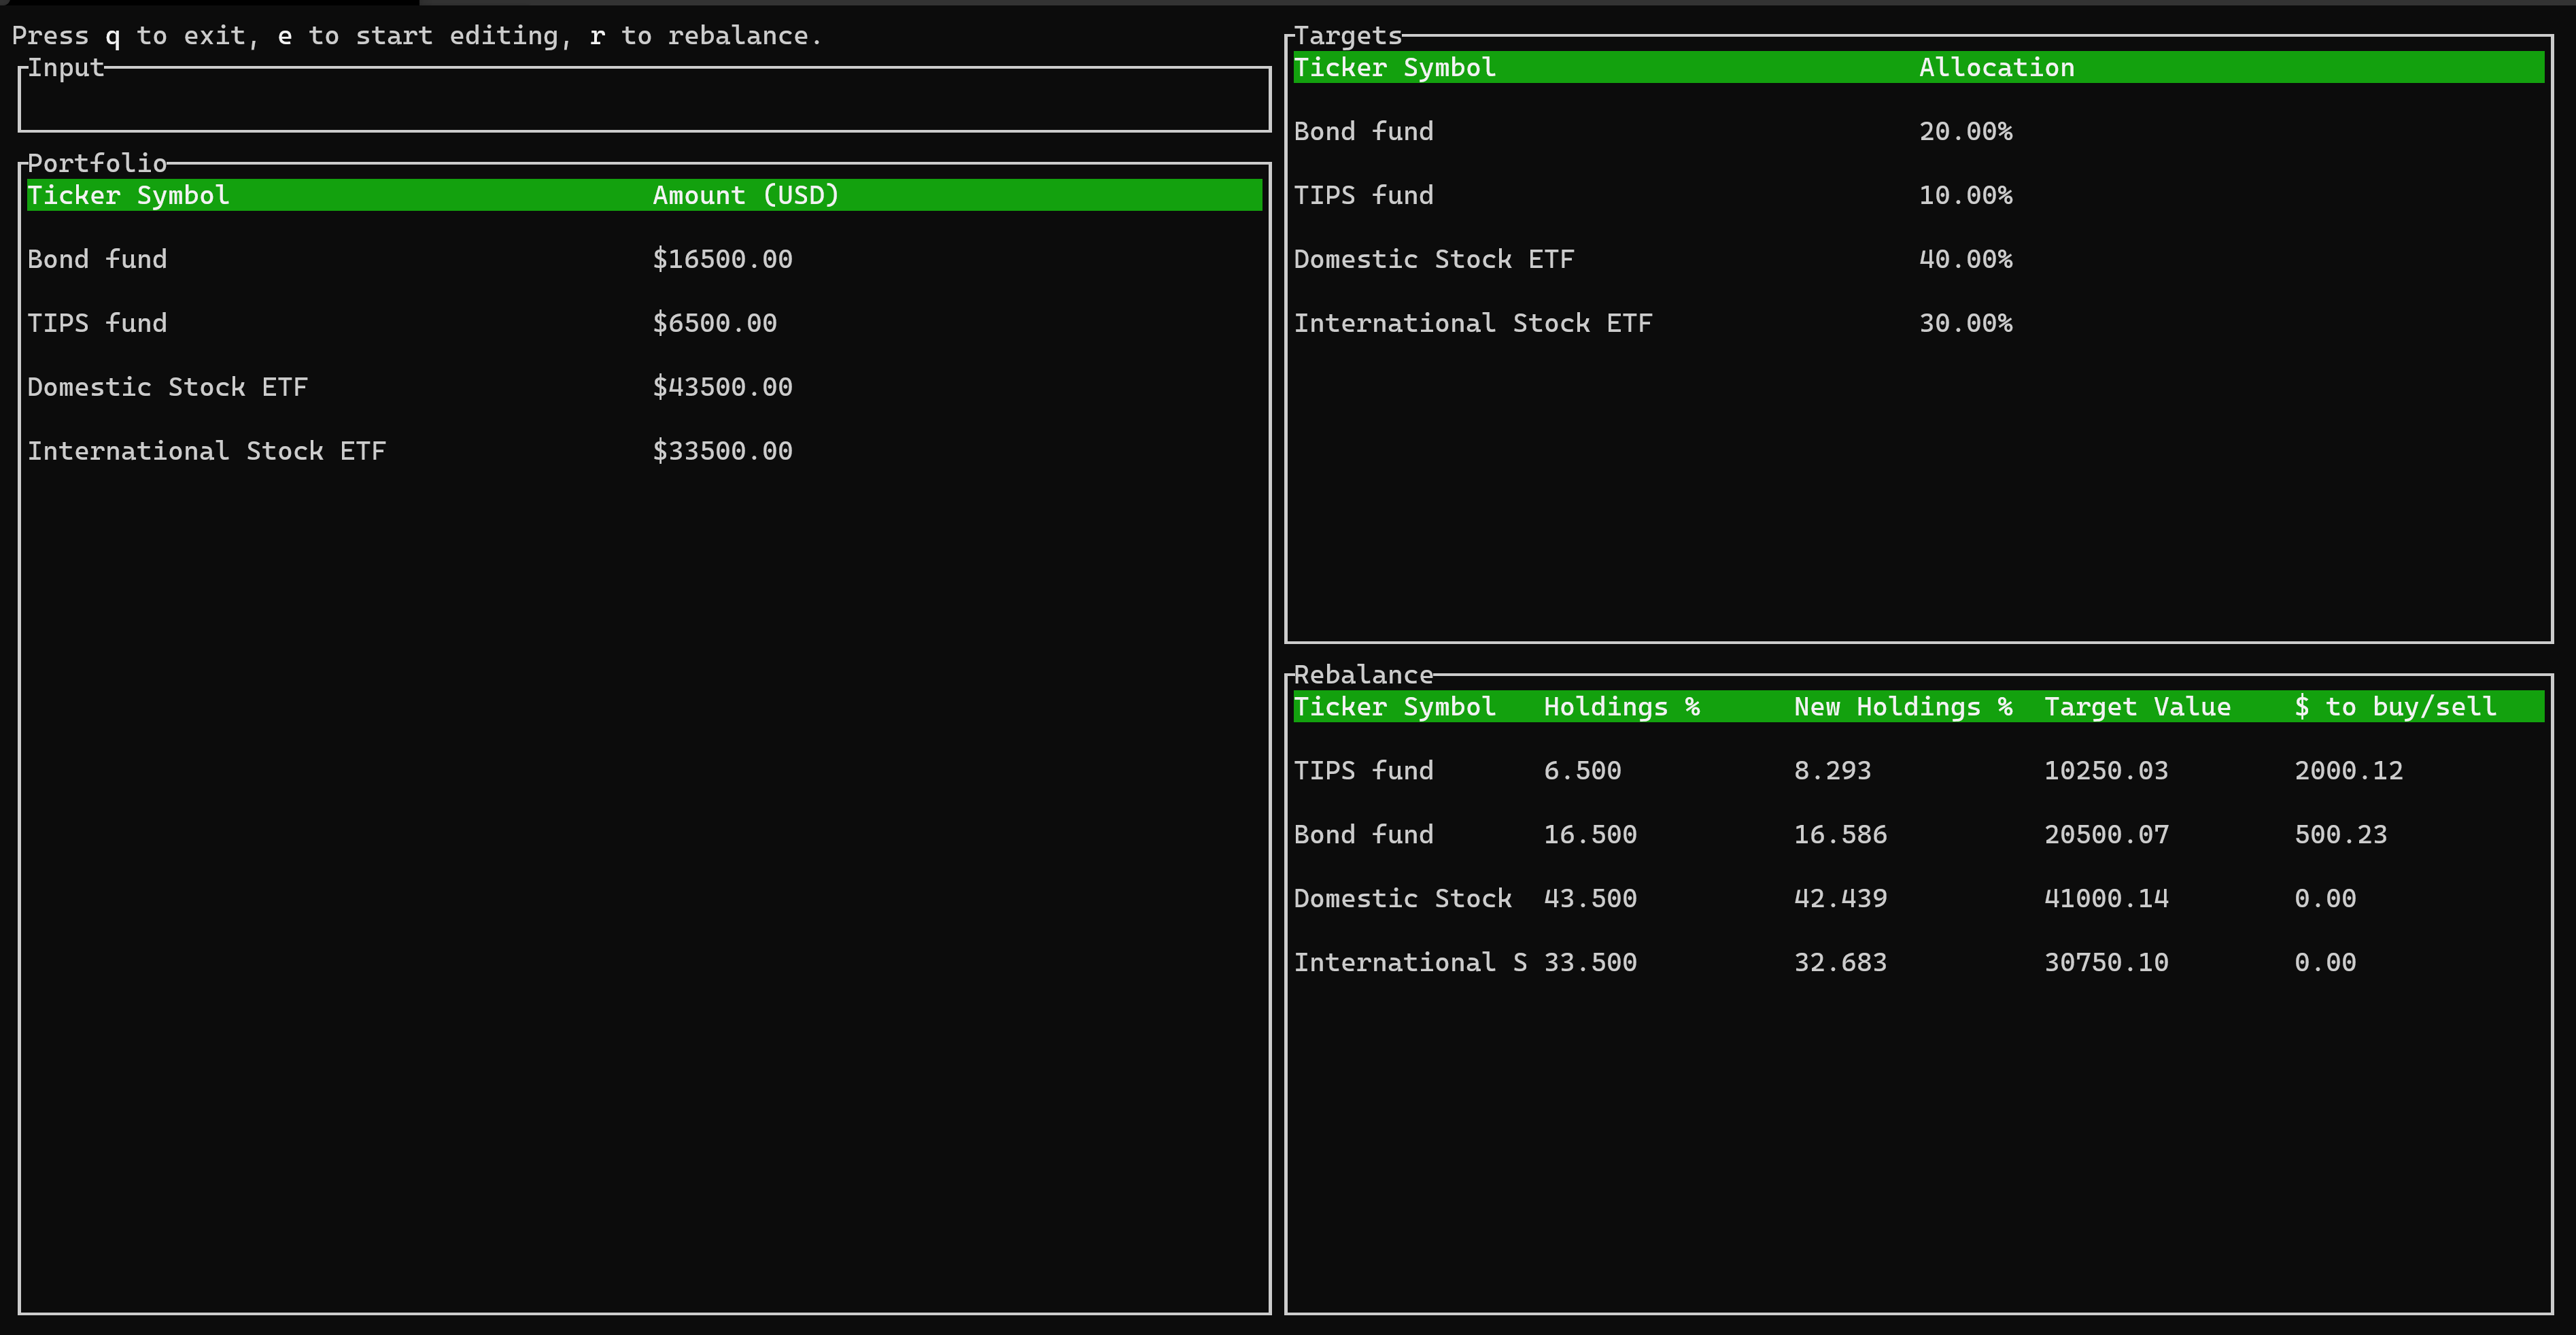 Press q to exit, e to start editing, r to rebalance.
Input
Portfolio
Ticker Symbol Amount (USD)
Bond fund $16500.00
TIPS fund $6500.00
Domestic Stock ETF $43500.00
International Stock ETF $33500.00
Targets
Ticker Symbol Allocation
Bond fund 20.00%
TIPS fund 10.00%
Domestic Stock ETF 40.00%
International Stock ETF 30.00%
Rebalance
Ticker Symbol Holdings % New Holdings % Target Value $ to buy/sell
TIPS fund 6.500 8.293 10250.03 2000.12
Bond fund 16.500 16.586 20500.07 500.23
Domestic Stock 43.500 42.439 41000.14 0.00
International S 33.500 32.683 30750.10 0.00